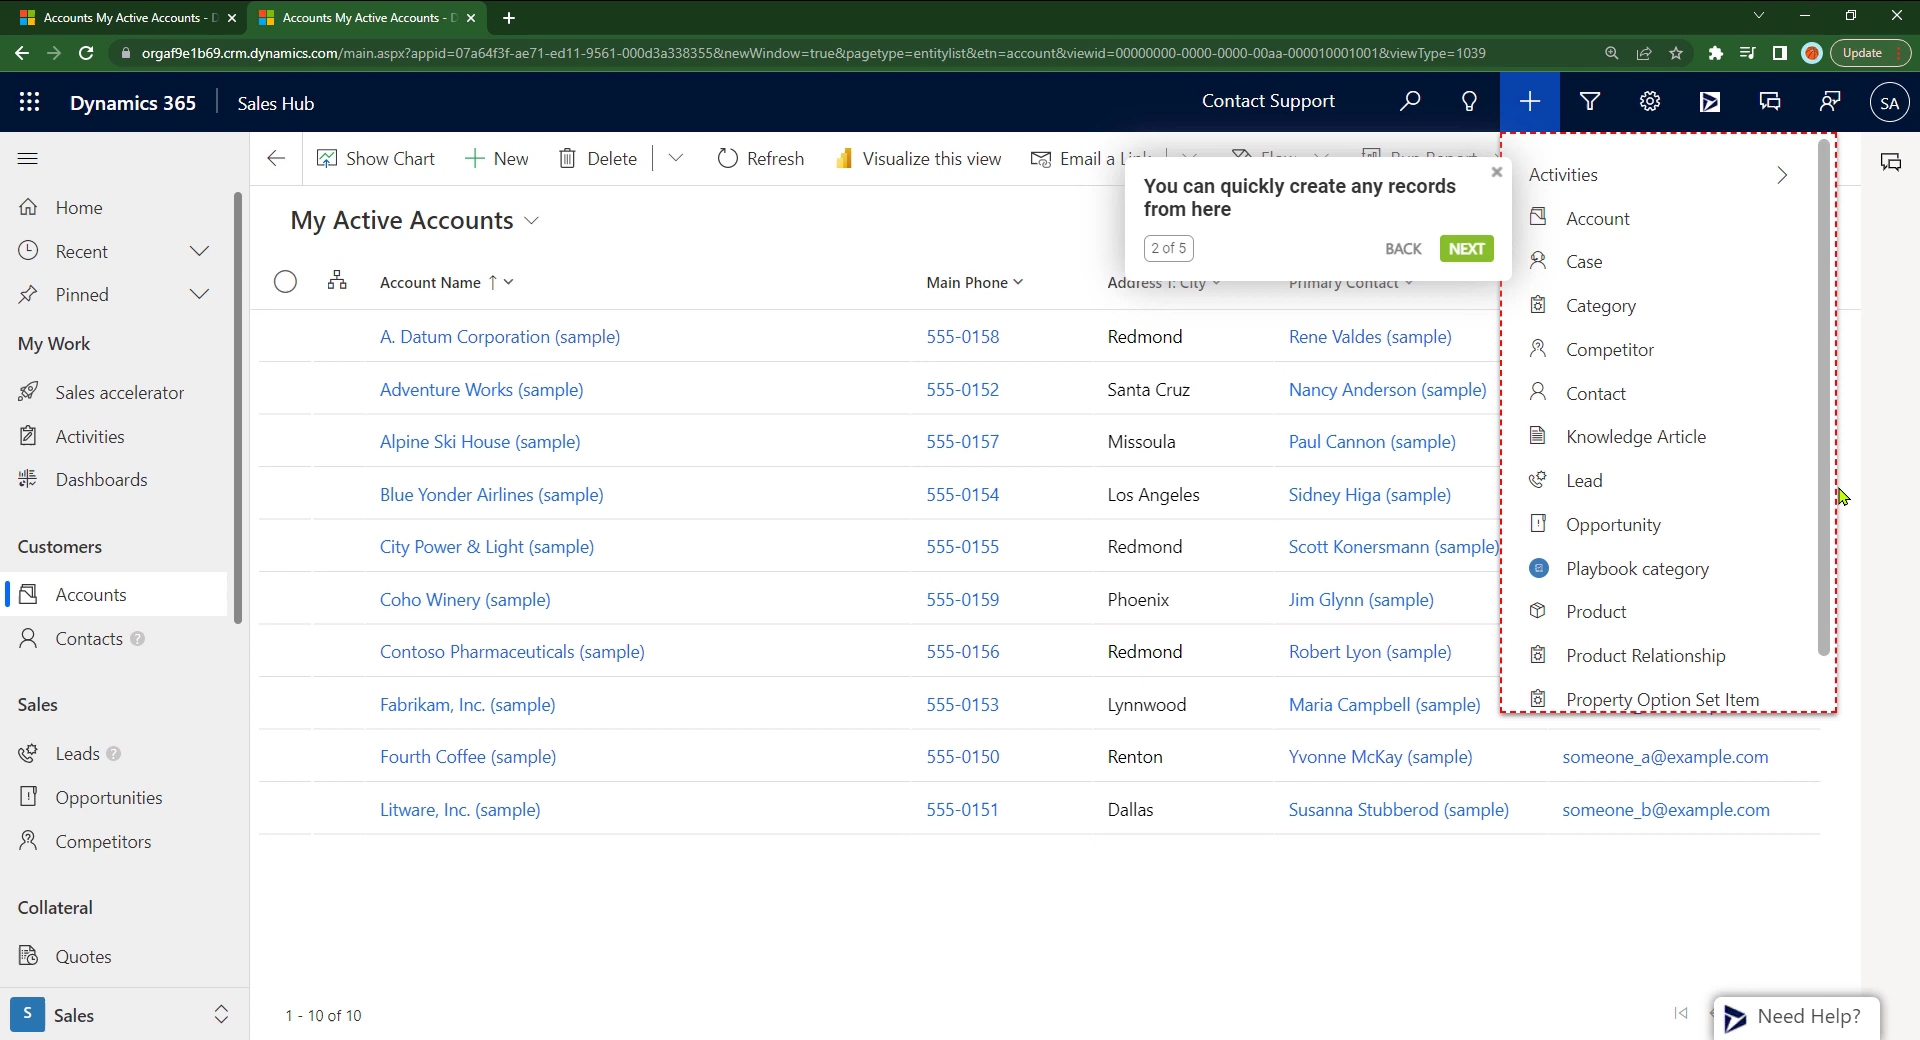 Accounts My Active Accounts - D
Accounts My Active Accounts - D
orgaf9e1b69.crm.dynamics.com/main.aspx?appid=07a64f3f-ae71-ed11-9561-000d3a338355&newWindow=true&pagetype=entitylist&etn=account&viewid=00000000-0000-0000-00aa-000010001001&viewType=1039
Update
Dynamics 365
Sales Hub
Contact Support
SA
Show Chart
New
Delete
Refresh
Visualize this view
Email a Link
Flow
Run Report
Home
Recent
Pinned
My Work
Sales accelerator
Activities
Dashboards
Customers
Accounts
Contacts
Sales
Leads
Opportunities
Competitors
Collateral
Quotes
S Sales
My Active Accounts
You can quickly create any records
from here
2 of 5 BACK NEXT
Account Name Main Phone Address 1: City Primary Contact
A. Datum Corporation (sample) 555-0158 Redmond Rene Valdes (sample)
Adventure Works (sample) 555-0152 Santa Cruz Nancy Anderson (sample)
Alpine Ski House (sample) 555-0157 Missoula Paul Cannon (sample)
Blue Yonder Airlines (sample) 555-0154 Los Angeles Sidney Higa (sample)
City Power & Light (sample) 555-0155 Redmond Scott Konersmann (sample)
Coho Winery (sample) 555-0159 Phoenix Jim Glynn (sample)
Contoso Pharmaceuticals (sample) 555-0156 Redmond Robert Lyon (sample)
Fabrikam, Inc. (sample) 555-0153 Lynnwood Maria Campbell (sample)
Fourth Coffee (sample) 555-0150 Renton Yvonne McKay (sample) someone_a@example.com
Litware, Inc. (sample) 555-0151 Dallas Susanna Stubberod (sample) someone_b@example.com
Activities
Account
Case
Category
Competitor
Contact
Knowledge Article
Lead
Opportunity
Playbook category
Product
Product Relationship
Property Option Set Item
1 - 10 of 10
Need Help?